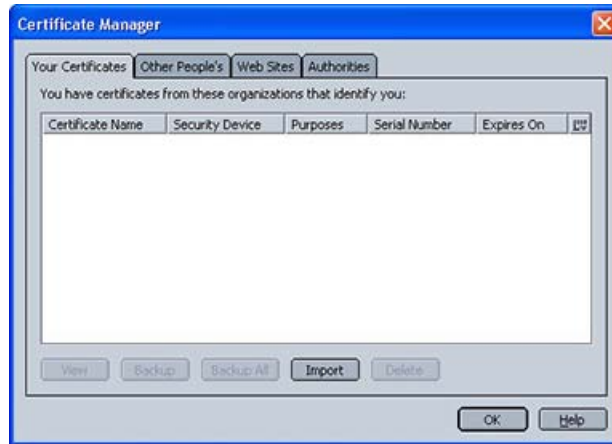 Certificate Manager
Your Certificates Other People's Web Sites Authorities
You have certificates from these organizations that identify you:
Certificate Name Security Device Purposes Serial Number Expires On
View Backup Backup All Import Delete
OK Help